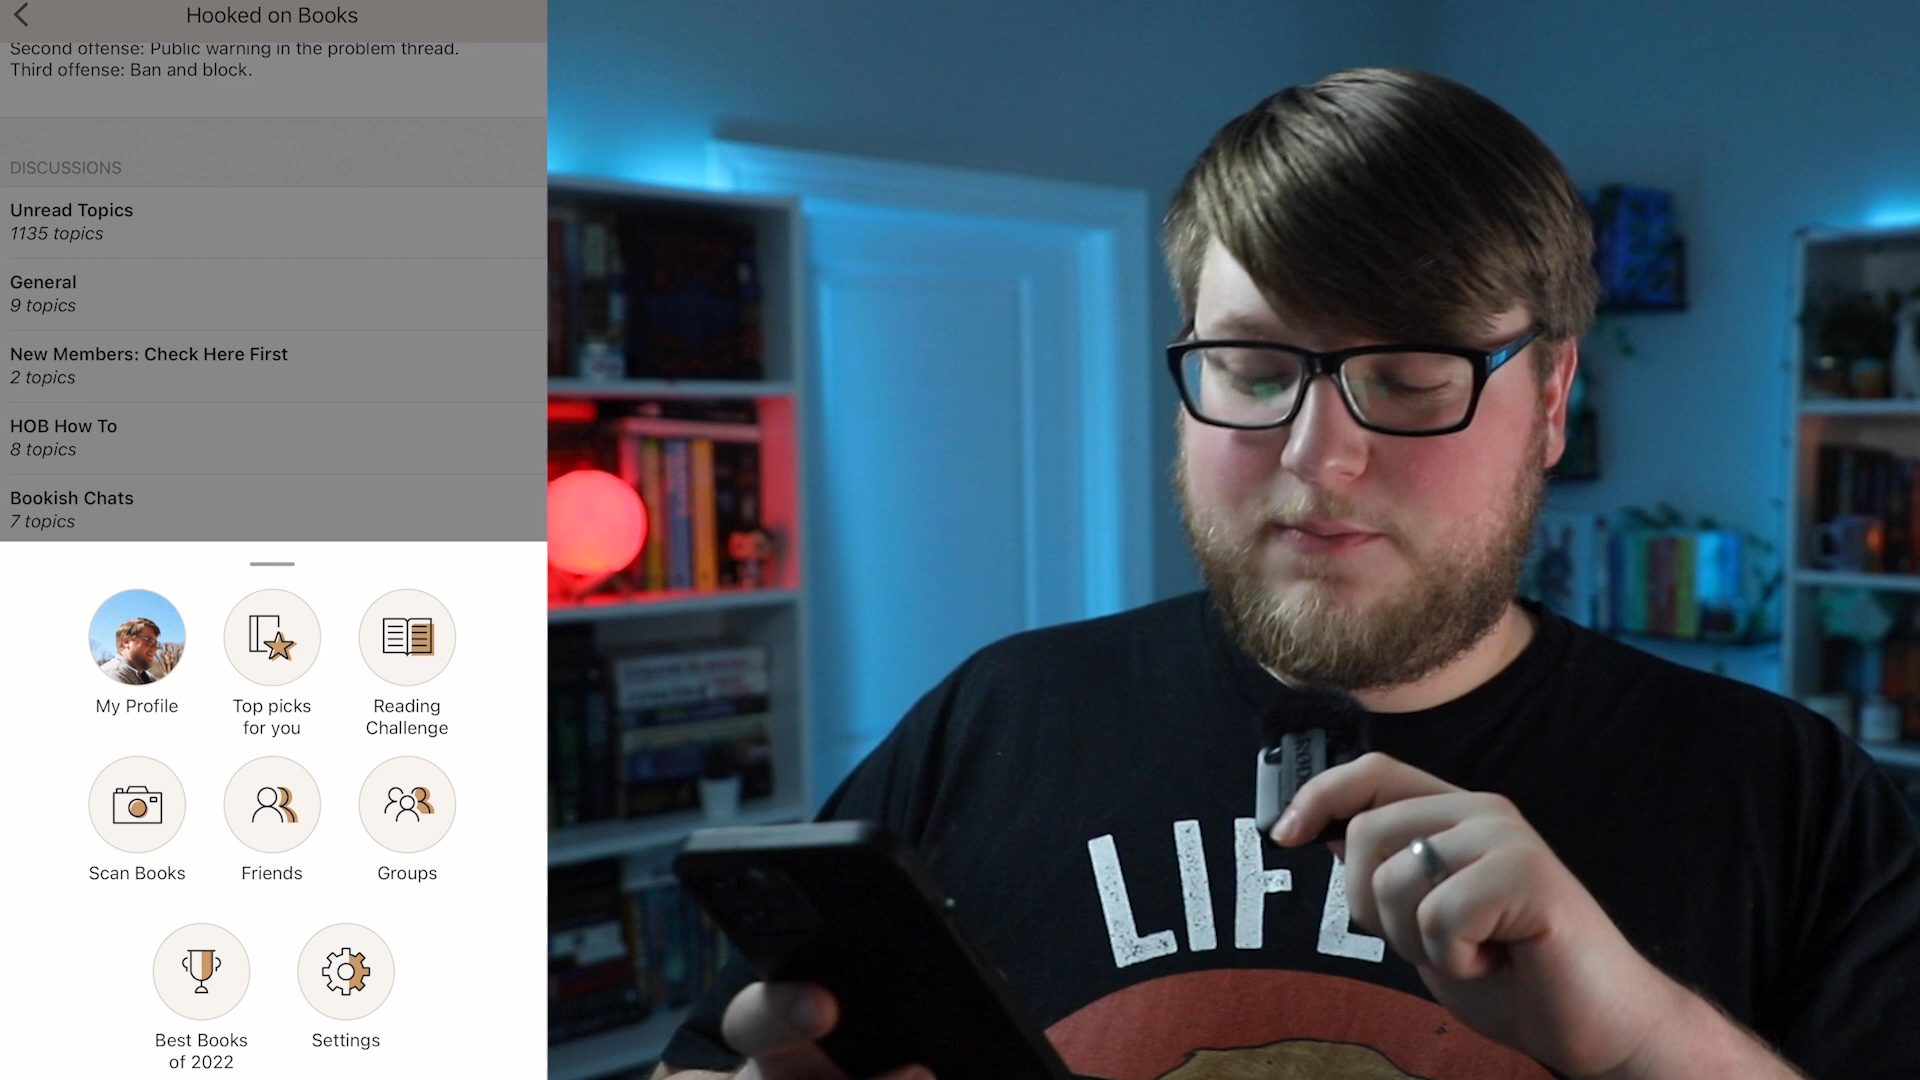 Hooked on Books
Second offense: Public warning in the problem thread.
Third offense: Ban and block.
DISCUSSIONS
Unread Topics
1135 topics
General
9 topics
New Members: Check Here First
2 topics
HOB How To
8 topics
Bookish Chats
7 topics
My Profile
Top picks
for you
Reading
Challenge
Scan Books
Friends
Groups
Best Books
of 2022
Settings
RØDE
LIFE